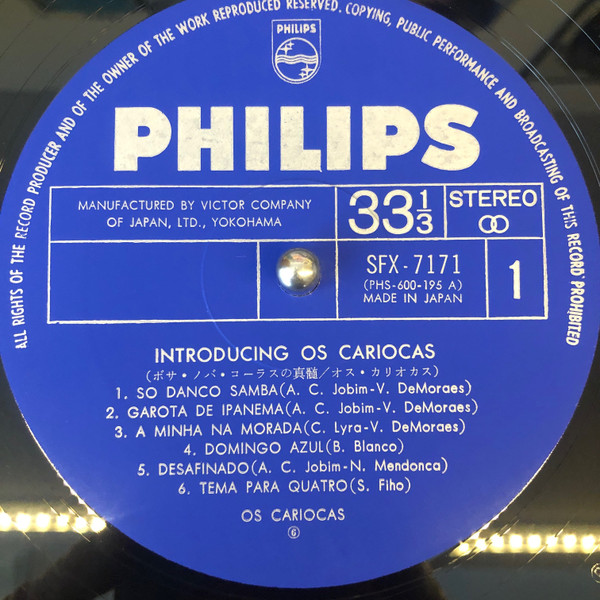 ALL RIGHTS OF THE RECORD PRODUCER AND OF THE OWNER OF THE WORK REPRODUCED RESERVED. COPYING, PUBLIC PERFORMANCE AND BROADCASTING OF THIS RECORD PROHIBITED
PHILIPS
PHILIPS
MANUFACTURED BY VICTOR COMPANY
OF JAPAN, LTD., YOKOHAMA
33 1/3
STEREO
SFX-7171
(PHS-600-195 A)
MADE IN JAPAN
1
INTRODUCING OS CARIOCAS
(ボサ・ノバ・コーラスの真髄/オス・カリオカス)
1. SO DANCO SAMBA(A. C. Jobim-V. DeMoraes)
2. GAROTA DE IPANEMA(A. C. Jobim-V. DeMoraes)
3. A MINHA NA MORADA(C. Lyra-V. DeMoraes)
4. DOMINGO AZUL(B. Blanco)
5. DESAFINADO(A. C. Jobim-N. Mendonca)
6. TEMA PARA QUATRO(S. Fiho)
OS CARIOCAS
G